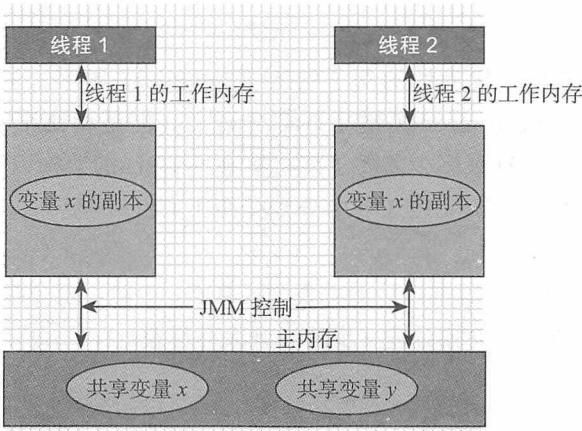 线程 1
线程 2
线程 1 的工作内存
线程 2 的工作内存
变量 x 的副本
变量 x 的副本
JMM 控制
主内存
共享变量 x
共享变量 y